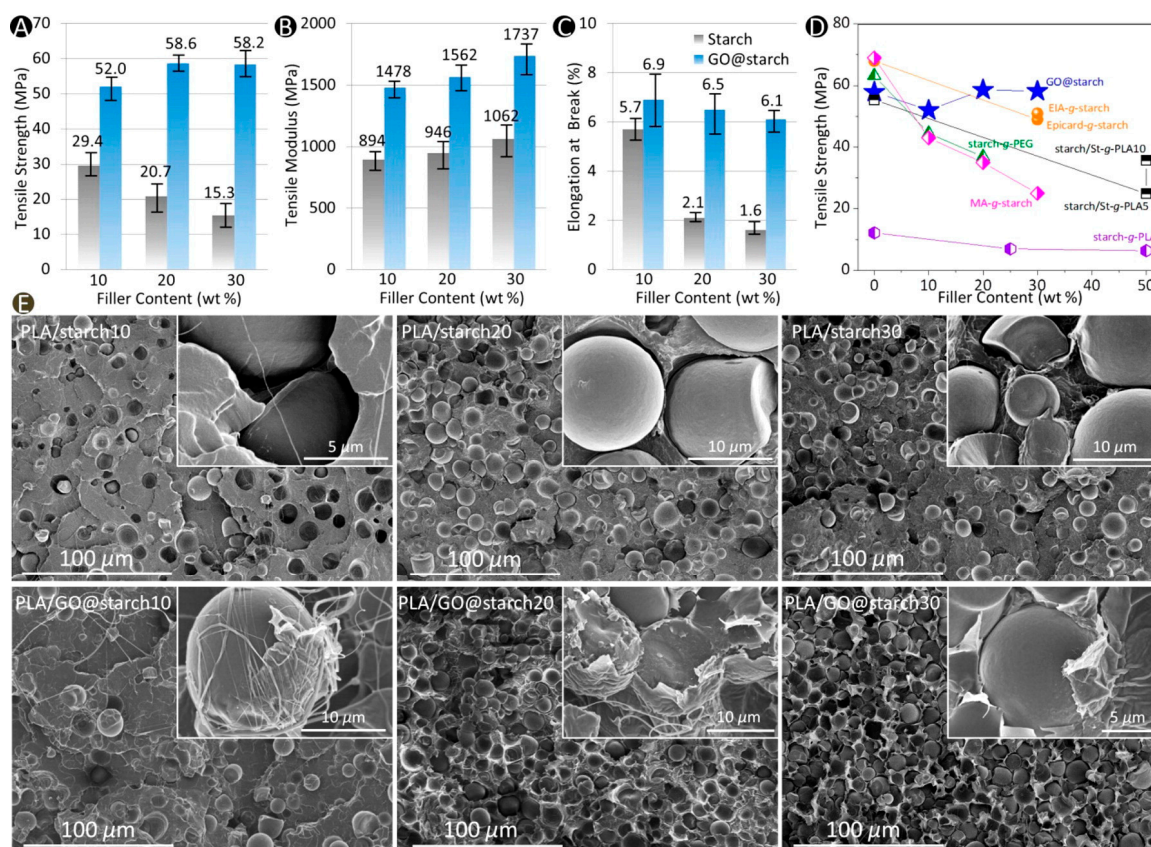 A
Tensile Strength (MPa)
70
60
50
40
30
20
10
0
29.4
52.0
20.7
58.6
15.3
58.2
10 20 30
Filler Content (wt %)
B
Tensile Modulus (MPa)
2000
1500
1000
500
0
894
1478
946
1562
1062
1737
10 20 30
Filler Content (wt %)
C
Elongation at Break (%)
10
8
6
4
2
0
Starch
GO@starch
5.7
6.9
2.1
6.5
1.6
6.1
10 20 30
Filler Content (wt %)
D
Tensile Strength (MPa)
80
60
40
20
0
GO@starch
EIA-g-starch
Epicard-g-starch
starch-g-PEG
starch/St-g-PLA10
MA-g-starch
starch/St-g-PLA5
starch-g-PLA
0 10 20 30 40 50
Filler Content (wt %)
E
PLA/starch10
5 µm
100 µm
PLA/starch20
10 µm
100 µm
PLA/starch30
10 µm
100 µm
PLA/GO@starch10
10 µm
100 µm
PLA/GO@starch20
10 µm
100 µm
PLA/GO@starch30
5 µm
100 µm